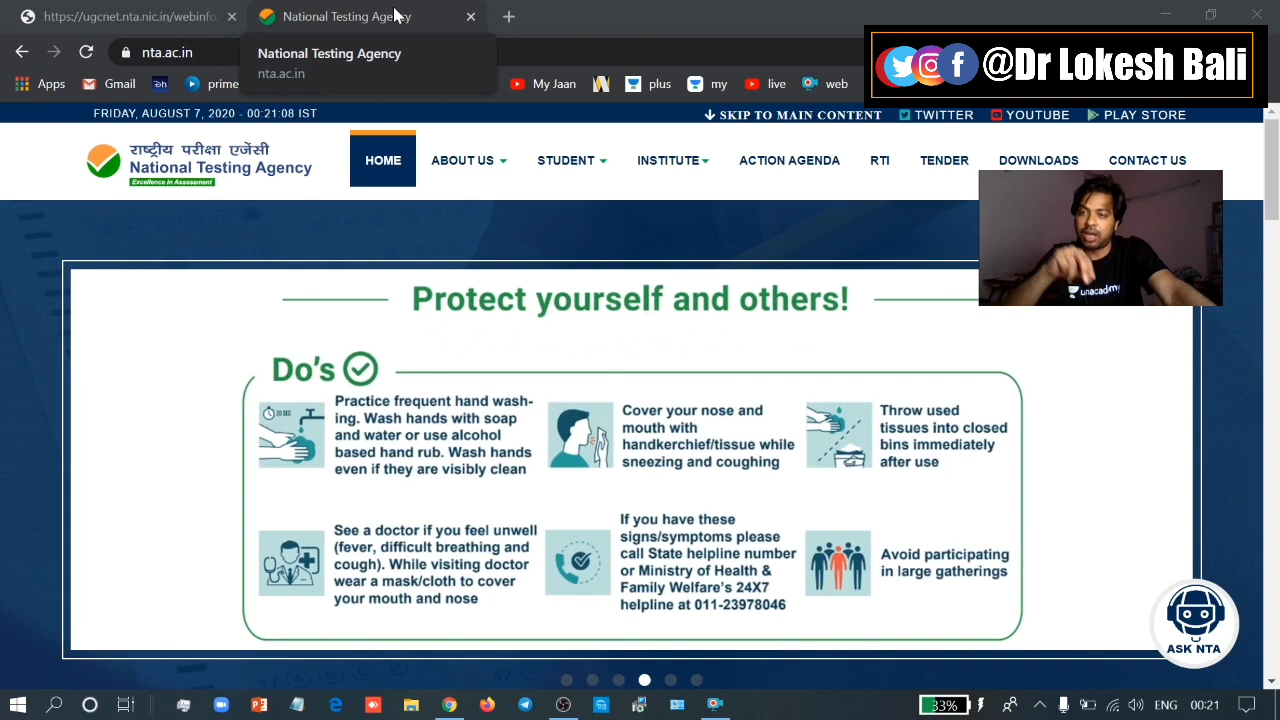 https://ugcnet.nta.nic.in/webinfo
National Testing Agency
nta.ac.in
National Testing Agency
nta.ac.in
@Dr Lokesh Bali
Apps
Gmail
prime
My Jaan
plus
my
live
web
FRIDAY, AUGUST 7, 2020 - 00:21:08 IST
SKIP TO MAIN CONTENT
TWITTER
YOUTUBE
PLAY STORE
राष्ट्रीय परीक्षा एजेंसी
National Testing Agency
Excellence in Assessment
HOME
ABOUT US
STUDENT
INSTITUTE
ACTION AGENDA
RTI
TENDER
DOWNLOADS
CONTACT US
unacademy
Protect yourself and others!
Do's
20 SEC
Practice frequent hand wash-
ing. Wash hands with soap
and water or use alcohol
based hand rub. Wash hands
even if they are visibly clean
Cover your nose and
mouth with
handkerchief/tissue while
sneezing and coughing
Throw used
tissues into closed
bins immediately
after use
See a doctor if you feel unwell
(fever, difficult breathing and
cough). While visiting doctor
wear a mask/cloth to cover
your mouth and nose
If you have these
signs/symptoms please
call State helpline number
or Ministry of Health &
Family Welfare's 24X7
helpline at 011-23978046
Avoid participating
in large gatherings
ASK NTA
33%
ENG
00:21